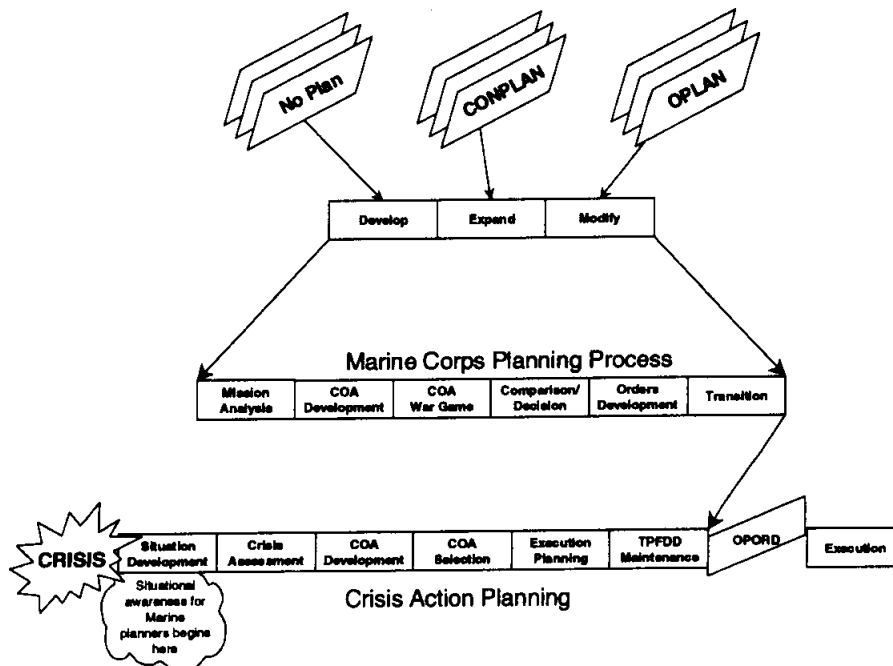 No Plan
CONPLAN
OPLAN
Develop
Expand
Modify
Marine Corps Planning Process
Mission
Analysis
COA
Development
COA
War Game
Comparison/
Decision
Orders
Development
Transition
CRISIS
Situation
Development
Crisis
Assessment
COA
Development
COA
Selection
Execution
Planning
TPFDD
Maintenance
OPORD
Execution
Situational
awareness for
Marine
planners begins
here
Crisis Action Planning